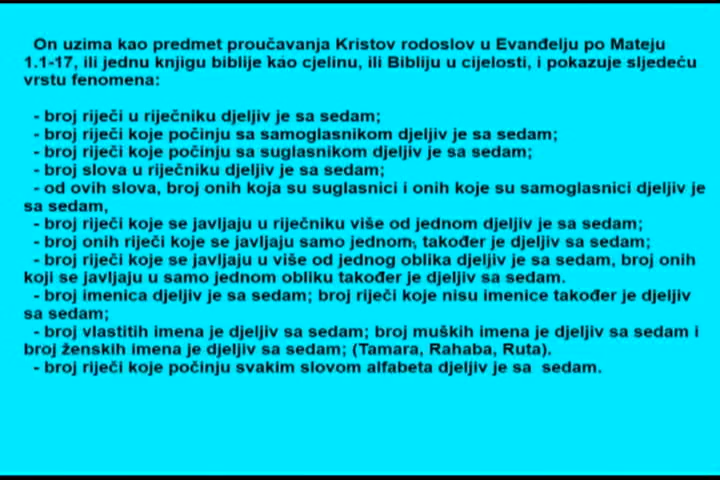 On uzima kao predmet proučavanja Kristov rodoslov u Evanđelju po Mateju
1.1-17, ili jednu knjigu biblije kao cjelinu, ili Bibliju u cijelosti, i pokazuje sljedeću
vrstu fenomena:
- broj riječi u riječniku djeljiv je sa sedam;
- broj riječi koje počinju sa samoglasnikom djeljiv je sa sedam;
- broj riječi koje počinju sa suglasnikom djeljiv je sa sedam;
- broj slova u riječniku djeljiv je sa sedam;
- od ovih slova, broj onih koja su suglasnici i onih koje su samoglasnici djeljiv je
sa sedam,
- broj riječi koje se javljaju u riječniku više od jednom djeljiv je sa sedam;
- broj onih riječi koje se javljaju samo jednom, također je djeljiv sa sedam;
- broj riječi koje se javljaju u više od jednog oblika djeljiv je sa sedam, broj onih
koji se javljaju u samo jednom obliku također je djeljiv sa sedam.
- broj imenica djeljiv je sa sedam; broj riječi koje nisu imenice također je djeljiv
sa sedam;
- broj vlastitih imena je djeljiv sa sedam; broj muških imena je djeljiv sa sedam i
broj ženskih imena je djeljiv sa sedam; (Tamara, Rahaba, Ruta).
- broj riječi koje počinju svakim slovom alfabeta djeljiv je sa sedam.